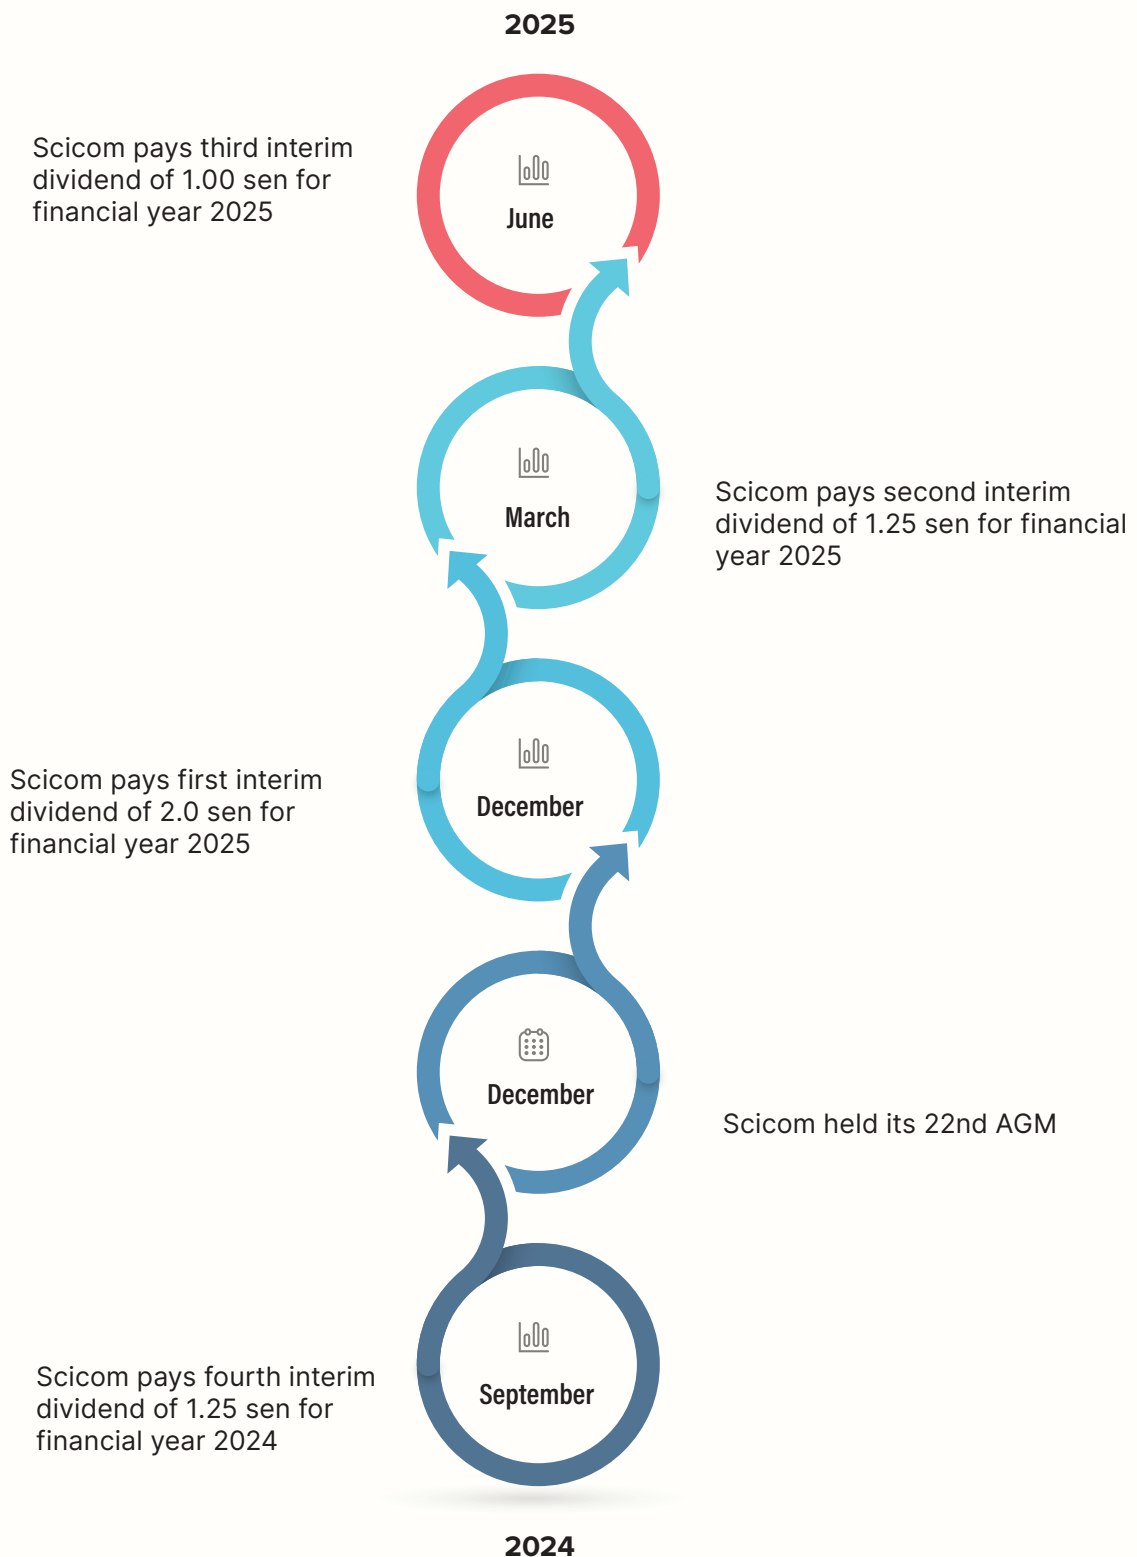 2025
Scicom pays third interim
dividend of 1.00 sen for
financial year 2025
June
March
Scicom pays second interim
dividend of 1.25 sen for financial
year 2025
Scicom pays first interim
dividend of 2.0 sen for
financial year 2025
December
December
Scicom held its 22nd AGM
Scicom pays fourth interim
dividend of 1.25 sen for
financial year 2024
September
2024